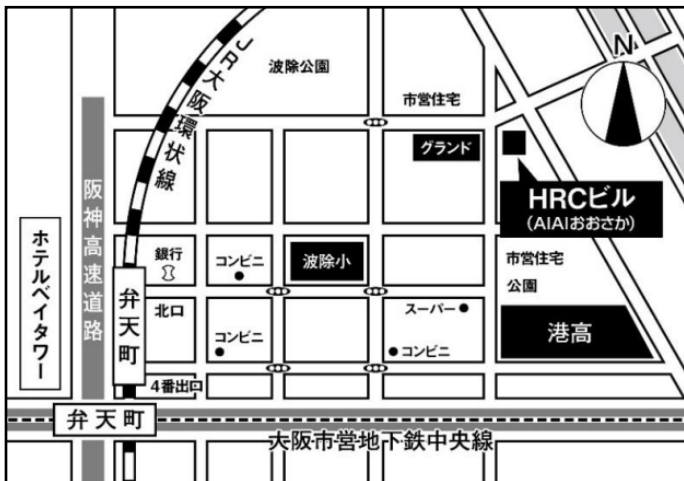 N
JR大阪環状線
波除公園
市営住宅
グランド
HRCビル
(AIAIおおさか)
阪神高速道路
ホテルベイタワー
銀行
コンビニ
波除小
市営住宅
公園
弁天町
北口
スーパー
港高
コンビニ
コンビニ
4番出口
弁天町
大阪市営地下鉄中央線